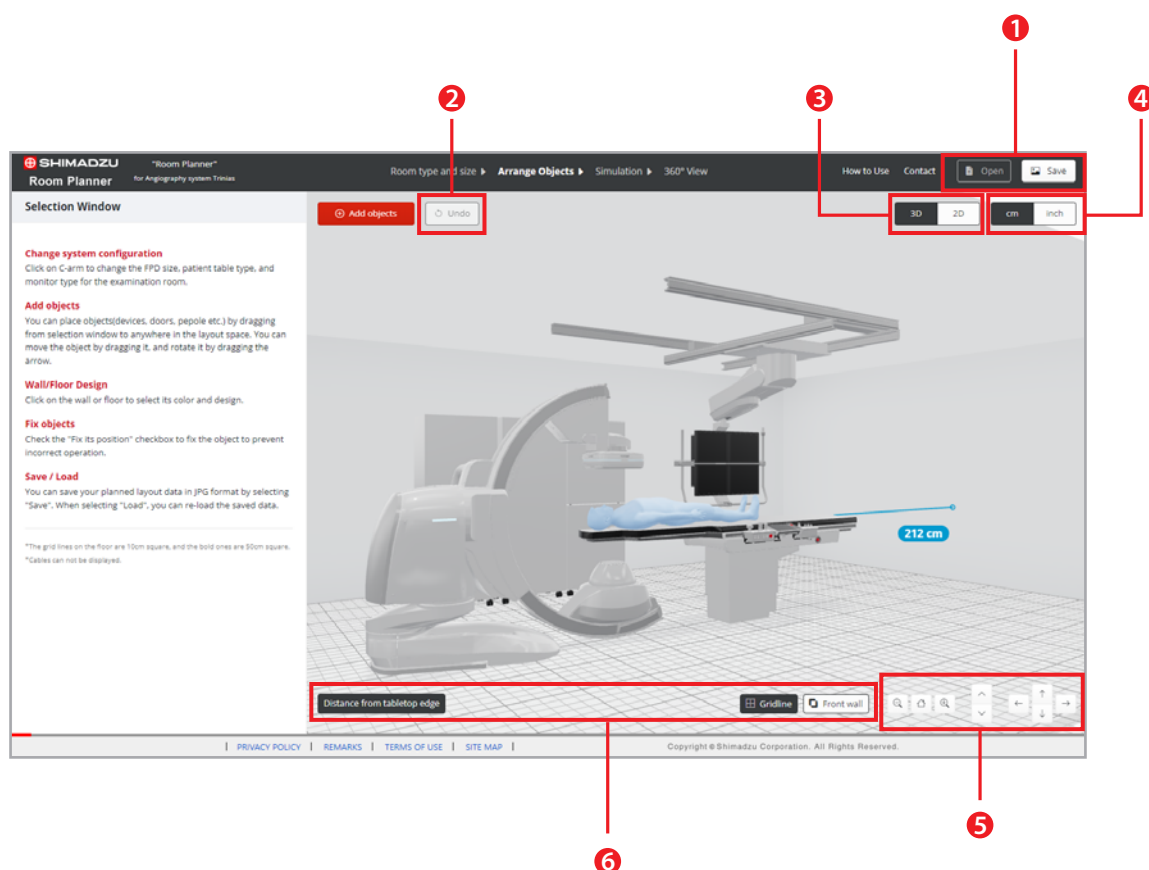 1
2
3
4
SHIMADZU
Room Planner
"Room Planner"
for Angiography system Trinias
Room type and size
Arrange Objects
Simulation
360° View
How to Use
Contact
Open
Save
Selection Window
Add objects
Undo
3D
2D
cm
inch
Change system configuration
Click on C-arm to change the FPD size, patient table type, and
monitor type for the examination room.
Add objects
You can place objects(devices, doors, pepole etc.) by dragging
from selection window to anywhere in the layout space. You can
move the object by dragging it, and rotate it by dragging the
arrow.
Wall/Floor Design
Click on the wall or floor to select its color and design.
Fix objects
Check the "Fix its position" checkbox to fix the object to prevent
incorrect operation.
Save / Load
You can save your planned layout data in JPG format by selecting
"Save". When selecting "Load", you can re-load the saved data.
*The grid lines on the floor are 10cm square, and the bold ones are 50cm square.
*Cables can not be displayed.
212 cm
Distance from tabletop edge
Gridline
Front wall
| PRIVACY POLICY | REMARKS | TERMS OF USE | SITE MAP |
Copyright © Shimadzu Corporation. All Rights Reserved.
5
6